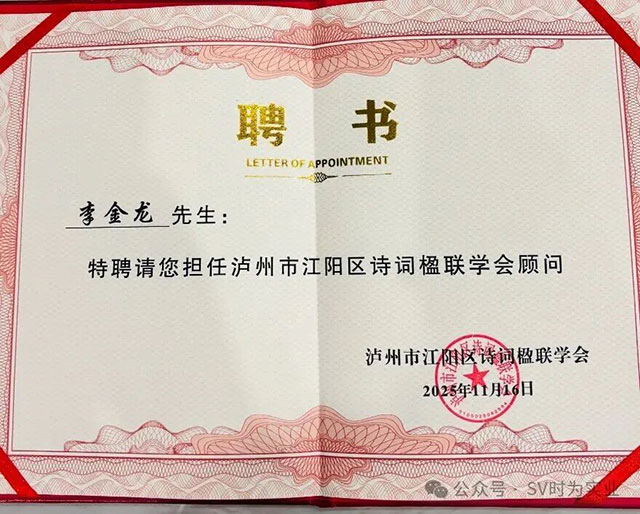 聘 书
LETTER OF APPOINTMENT
李金龙 先生：
特聘请您担任泸州市江阳区诗词楹联学会顾问
泸州市江阳区诗词楹联学会
2025年11月16日
公众号 · SV时为实业